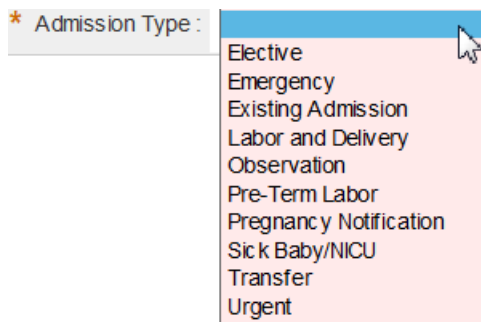 * Admission Type :
Elective
Emergency
Existing Admission
Labor and Delivery
Observation
Pre-Term Labor
Pregnancy Notification
Sick Baby/NICU
Transfer
Urgent